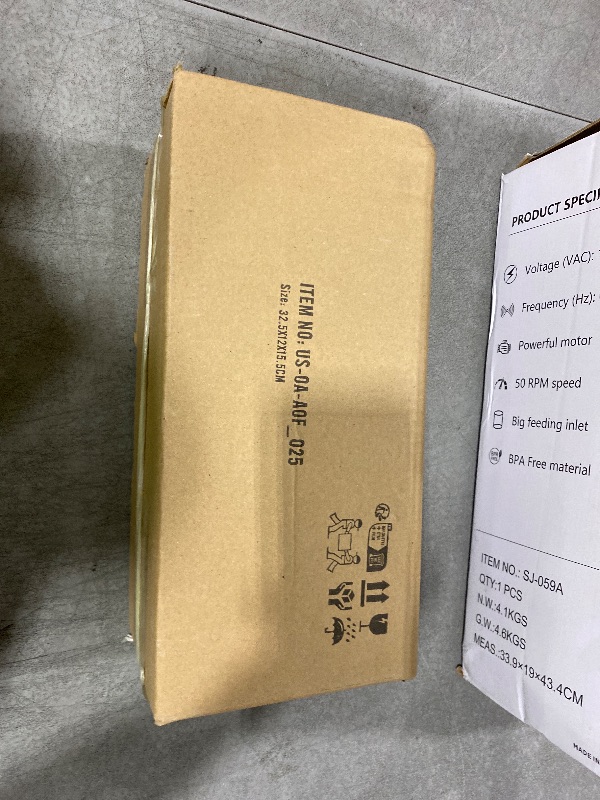 ITEM NO: US-OA-AOF_025
Size: 32.5X12X15.5CM
PRODUCT
Voltage (VAC):
Frequency (Hz):
Powerful motor
50 RPM speed
Big feeding inlet
BPA Free material
ITEM NO.: SJ-059A
QTY:1 PCS
N.W.:4.1KGS
G.W.:4.6KGS
MEAS.:33.9×19×43.4CM
MADE IN